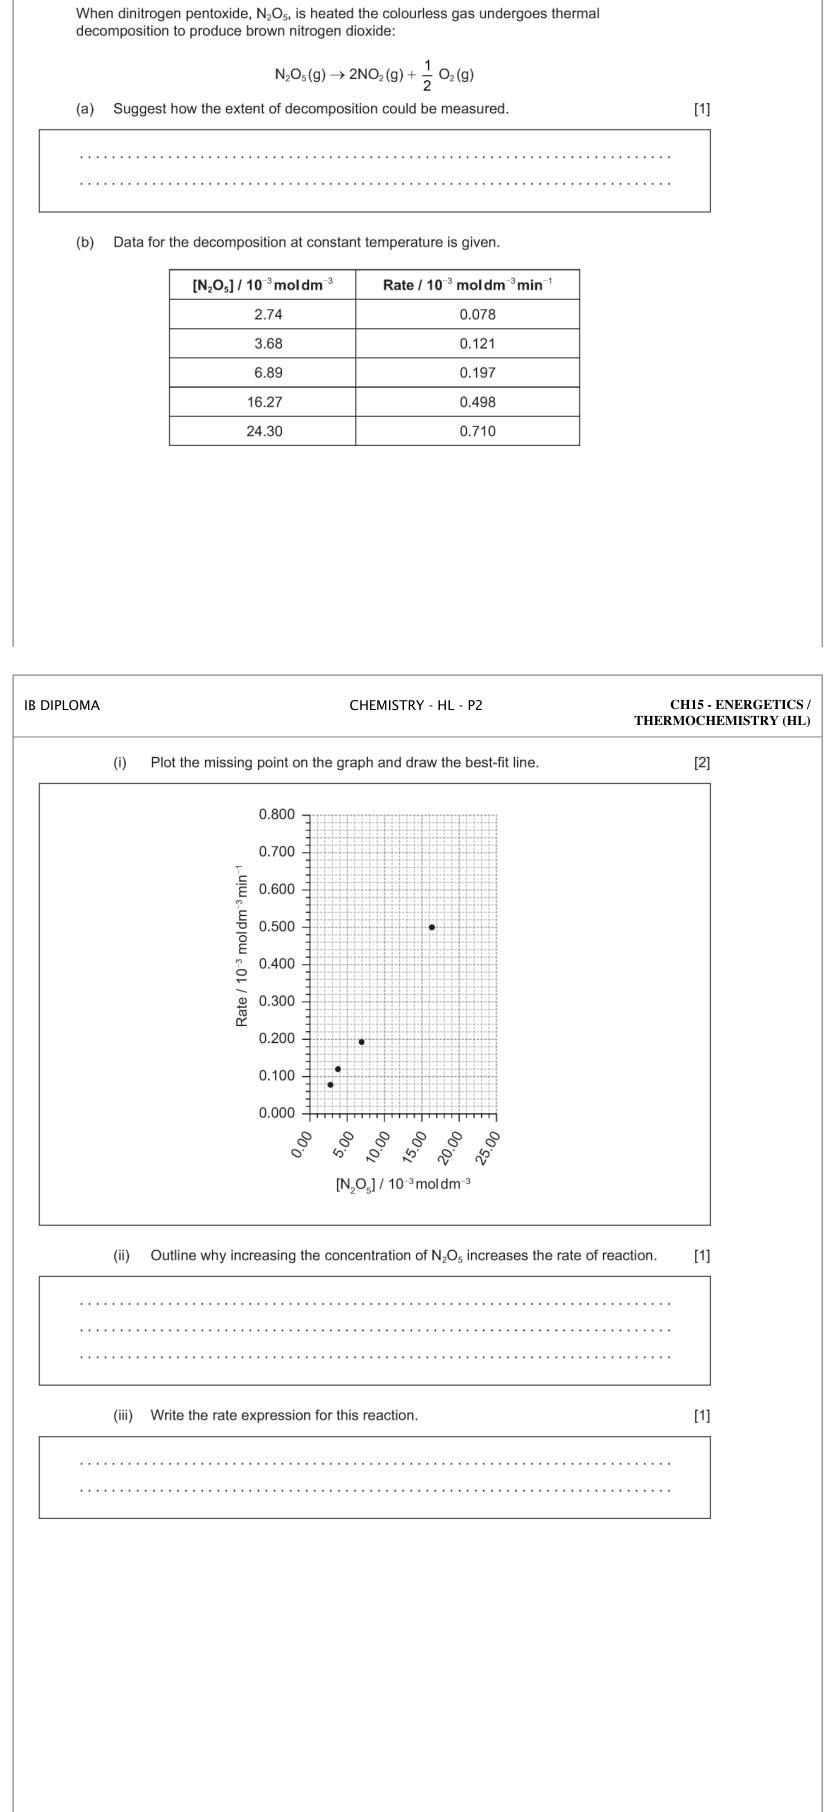 When dinitrogen pentoxide, N₂O₅, is heated the colourless gas undergoes thermal
decomposition to produce brown nitrogen dioxide:
N₂O₅(g) → 2NO₂(g) + 1/2 O₂(g)
(a) Suggest how the extent of decomposition could be measured. [1]
(b) Data for the decomposition at constant temperature is given.
[N₂O₅] / 10⁻³ mol dm⁻³ Rate / 10⁻³ mol dm⁻³ min⁻¹
2.74 0.078
3.68 0.121
6.89 0.197
16.27 0.498
24.30 0.710
IB DIPLOMA CHEMISTRY - HL - P2 CH15 - ENERGETICS /
THERMOCHEMISTRY (HL)
(i) Plot the missing point on the graph and draw the best-fit line. [2]
0.800
0.700
0.600
0.500
0.400
0.300
0.200
0.100
0.000
Rate / 10⁻³ mol dm⁻³ min⁻¹
0.00 5.00 10.00 15.00 20.00 25.00
[N₂O₅] / 10⁻³ mol dm⁻³
(ii) Outline why increasing the concentration of N₂O₅ increases the rate of reaction. [1]
(iii) Write the rate expression for this reaction. [1]